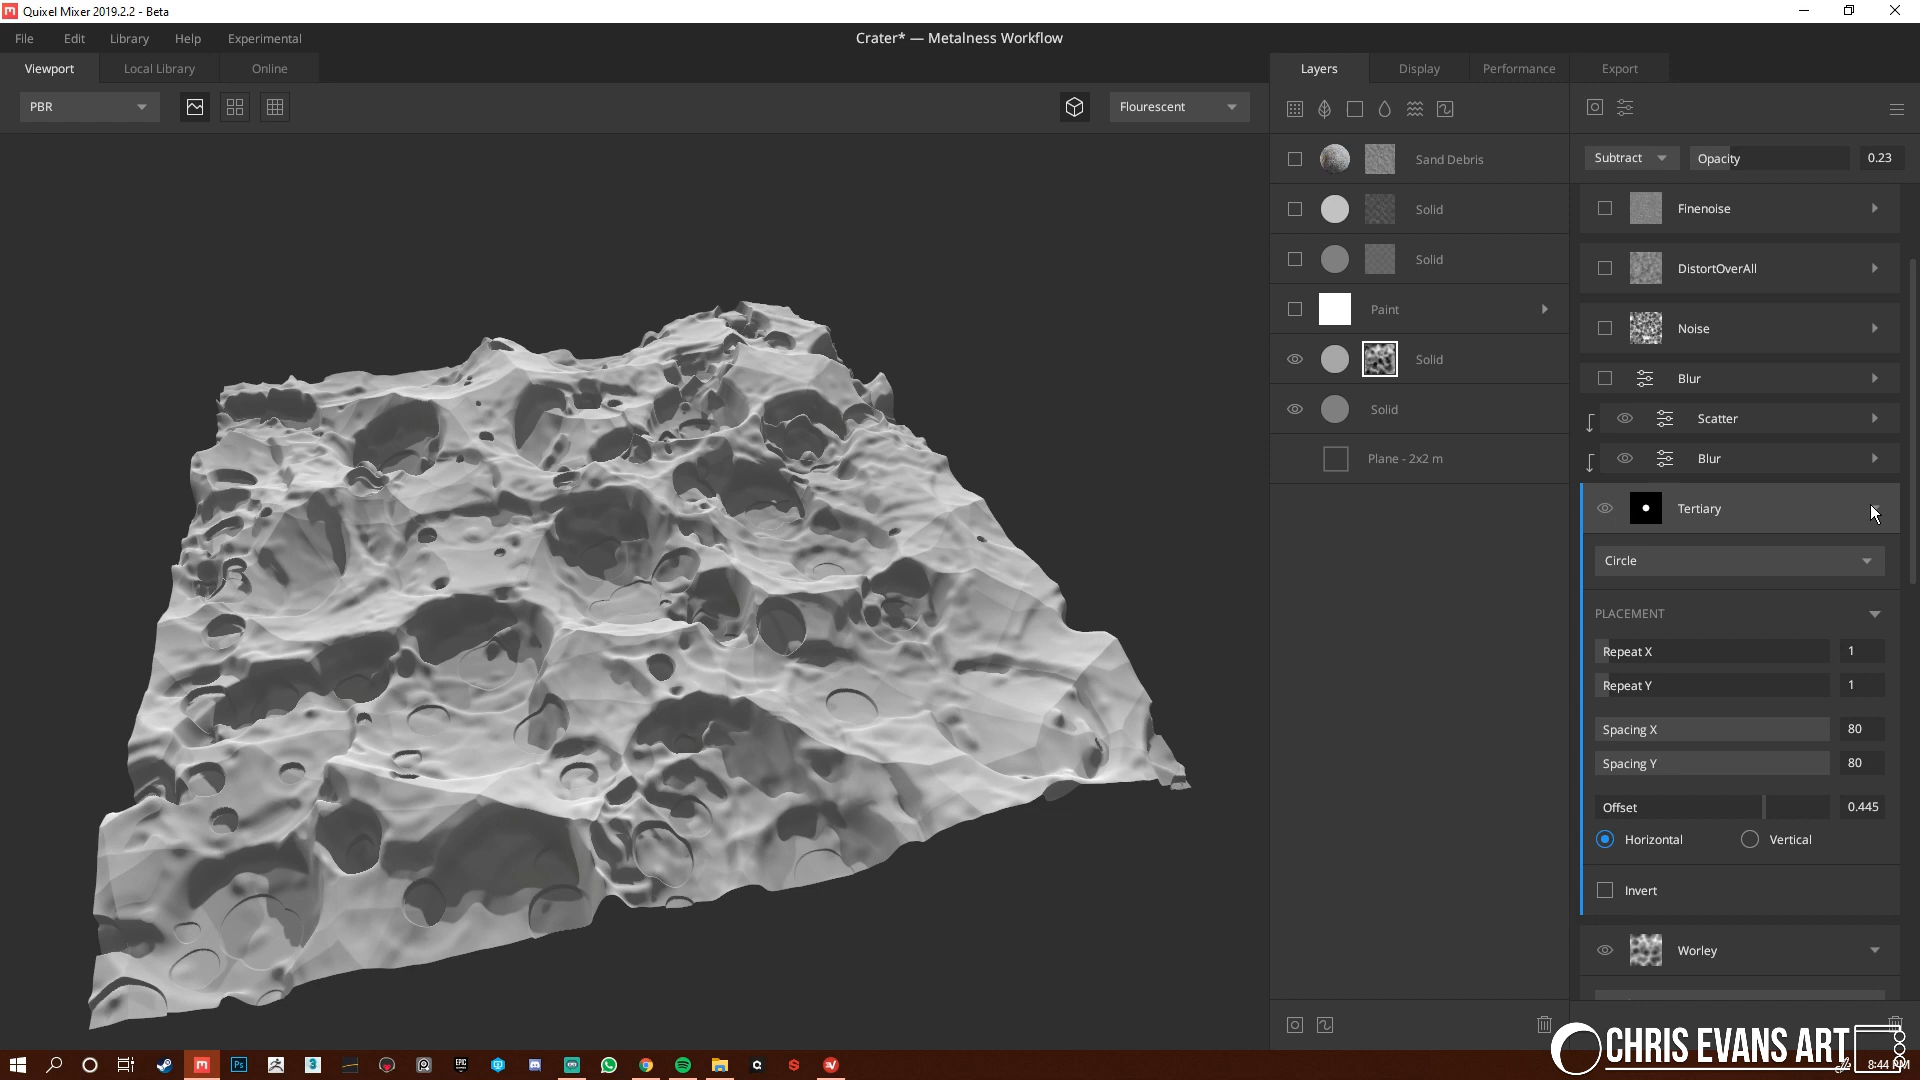 Quixel Mixer 2019.2.2 - Beta
File Edit Library Help Experimental
Crater* — Metalness Workflow
Viewport Local Library Online
Layers Display Performance Export
PBR
Flourescent
Subtract Opacity 0.23
Sand Debris
Solid
Solid
Paint
Solid
Solid
Plane - 2x2 m
Finenoise
DistortOverAll
Noise
Blur
Scatter
Blur
Tertiary
Circle
PLACEMENT
Repeat X 1
Repeat Y 1
Spacing X 80
Spacing Y 80
Offset 0.445
Horizontal Vertical
Invert
Worley
CHRIS EVANS ART
8:44 PM